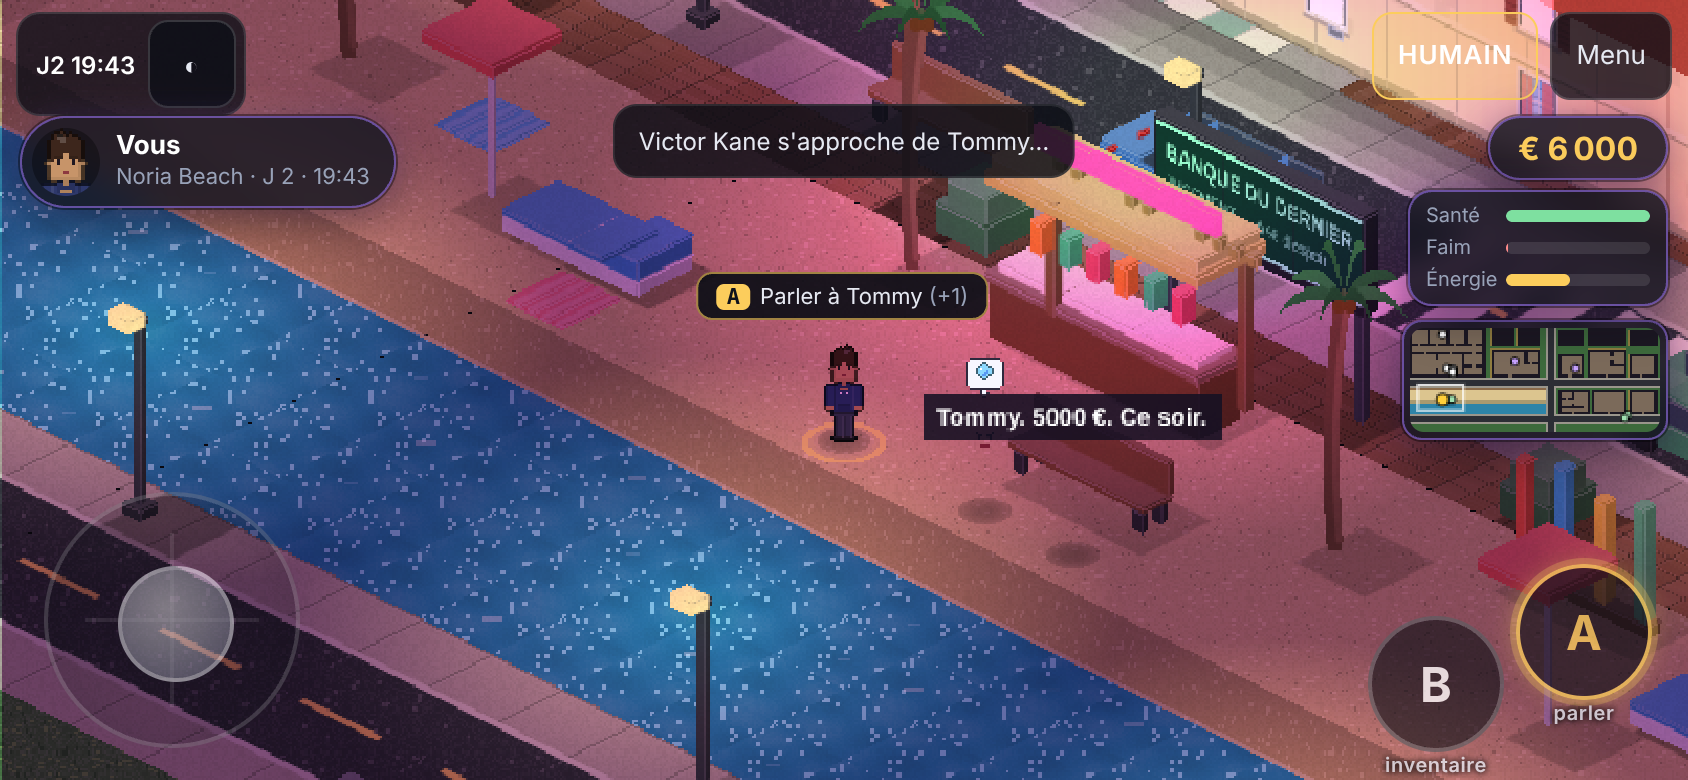 J2 19:43
HUMAIN
Menu
Vous
Noria Beach · J 2 · 19:43
Victor Kane s'approche de Tommy...
€ 6 000
BANQUE DU DERNIER
Santé
Faim
Énergie
A Parler à Tommy (+1)
Tommy. 5000 €. Ce soir.
A
parler
B
inventaire